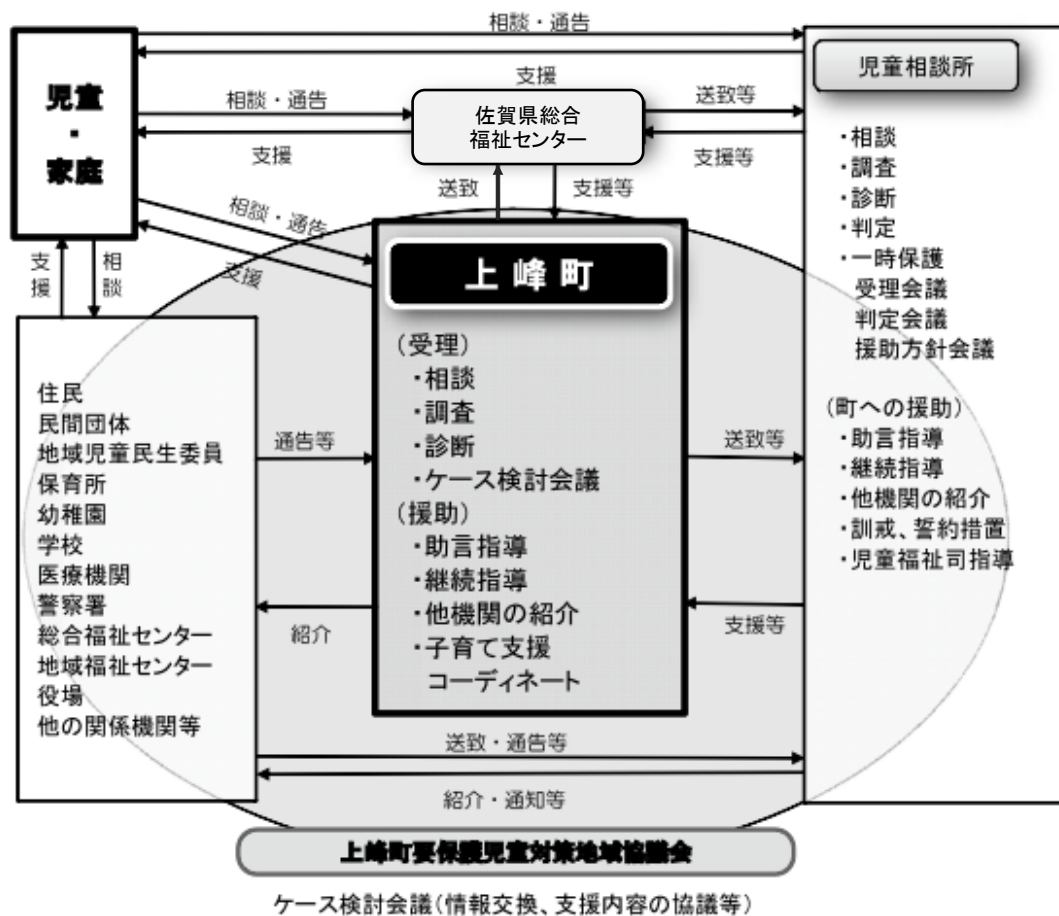 相談・通告
児童
・
家庭
支援
児童相談所
相談・通告
佐賀県総合
福祉センター
送致等
支援
支援等
送致
支援等
相談・通告
支援
支援
相談
上峰町
・相談
・調査
・診断
・判定
・一時保護
受理会議
判定会議
援助方針会議
(町への援助)
・助言指導
・継続指導
・他機関の紹介
・訓戒、誓約措置
・児童福祉司指導
(受理)
・相談
・調査
・診断
・ケース検討会議
(援助)
・助言指導
・継続指導
・他機関の紹介
・子育て支援
コーディネート
住民
民間団体
地域児童民生委員
保育所
幼稚園
学校
医療機関
警察署
総合福祉センター
地域福祉センター
役場
他の関係機関等
通告等
送致等
紹介
支援等
送致・通告等
紹介・通知等
上峰町要保護児童対策地域協議会
ケース検討会議(情報交換、支援内容の協議等)